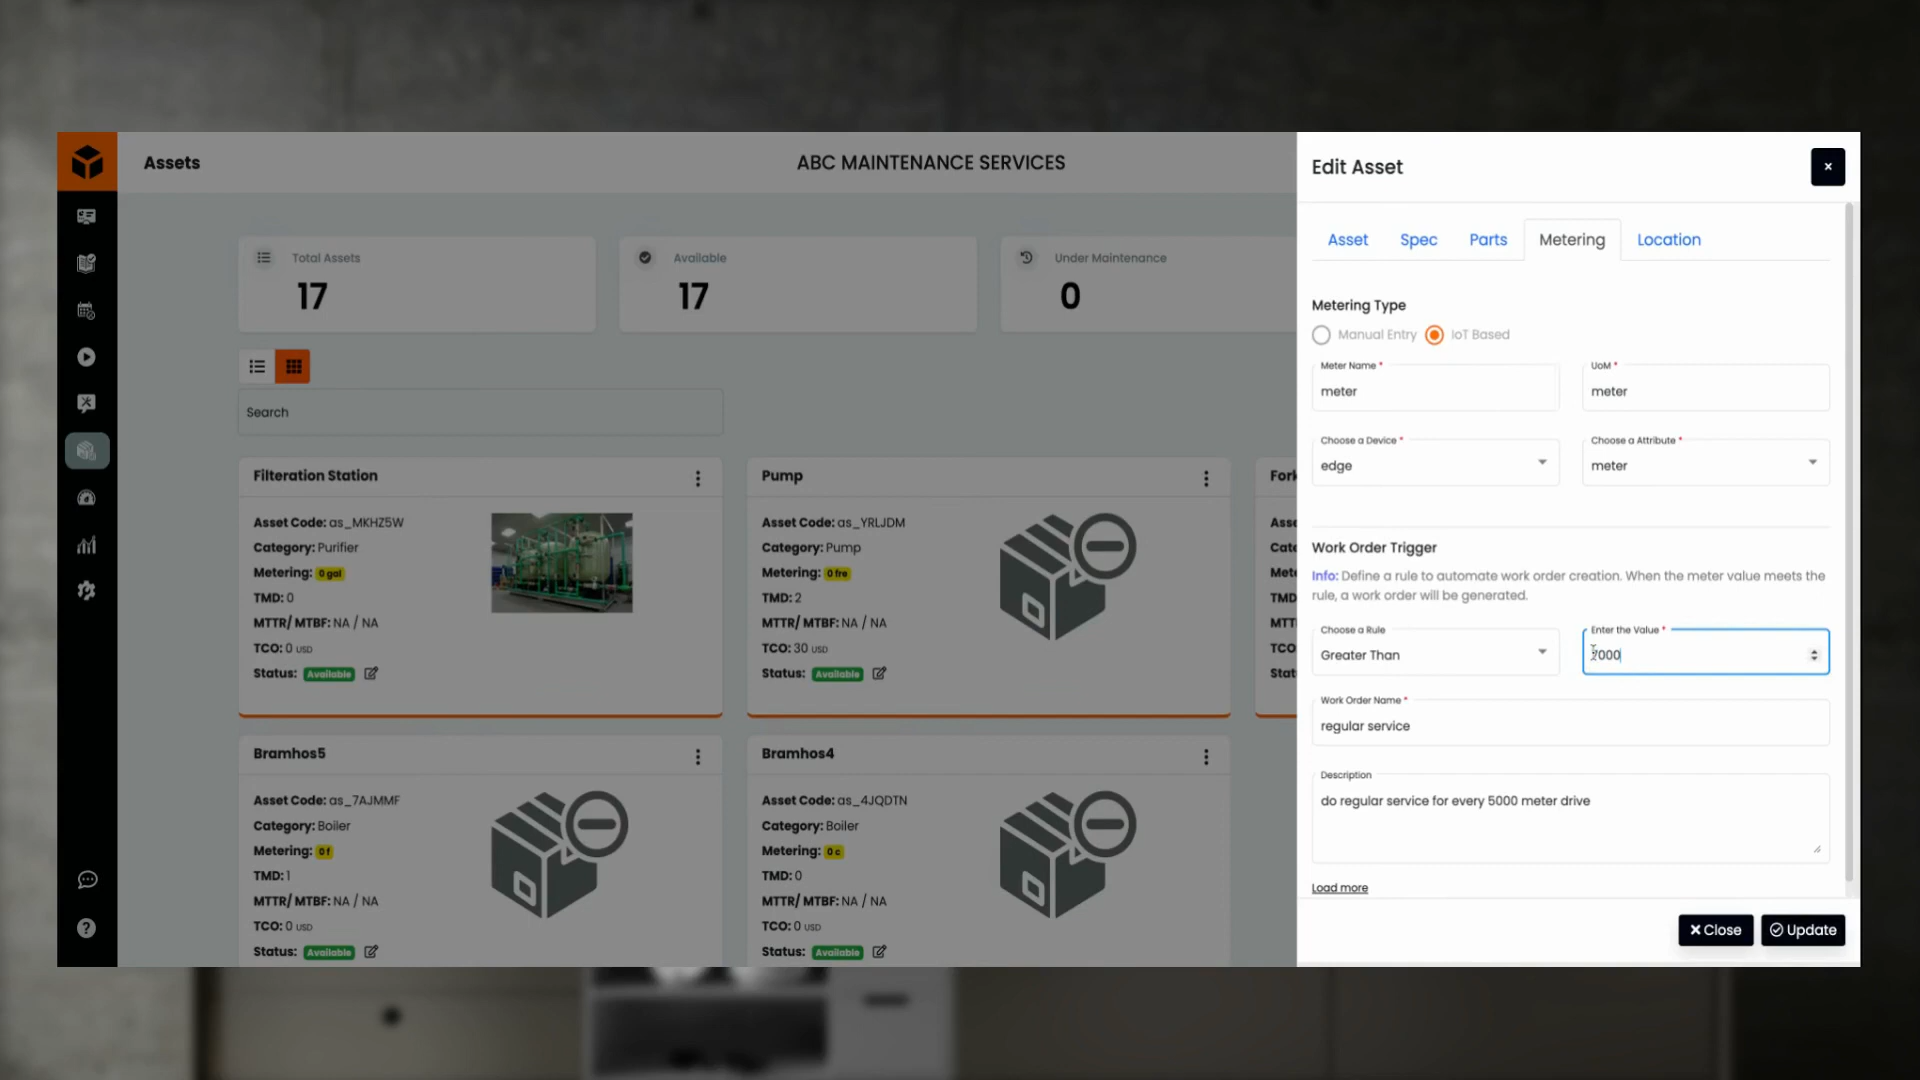 Assets
ABC MAINTENANCE SERVICES
Total Assets
17
Available
17
Under Maintenance
0
Search
Filteration Station
Asset Code: as_MKHZ5W
Category: Purifier
Metering: 0 gal
TMD: 0
MTTR/ MTBF: NA / NA
TCO: 0 USD
Status: Available
Pump
Asset Code: as_YRLJDM
Category: Pump
Metering: 0 fre
TMD: 2
MTTR/ MTBF: NA / NA
TCO: 30 USD
Status: Available
Fork
Asse
Cate
Mete
TMD
MTT
TCO
Stat
Bramhos5
Asset Code: as_7AJMMF
Category: Boiler
Metering: 0 f
TMD: 1
MTTR/ MTBF: NA / NA
TCO: 0 USD
Status: Available
Bramhos4
Asset Code: as_4JQDTN
Category: Boiler
Metering: 0 c
TMD: 0
MTTR/ MTBF: NA / NA
TCO: 0 USD
Status: Available
Edit Asset
Asset Spec Parts Metering Location
Metering Type
Manual Entry IoT Based
Meter Name * UoM *
meter meter
Choose a Device * Choose a Attribute *
edge meter
Work Order Trigger
Info: Define a rule to automate work order creation. When the meter value meets the
rule, a work order will be generated.
Choose a Rule Enter the Value *
Greater Than
Work Order Name *
regular service
Description
do regular service for every 5000 meter drive
Load more
Close Update